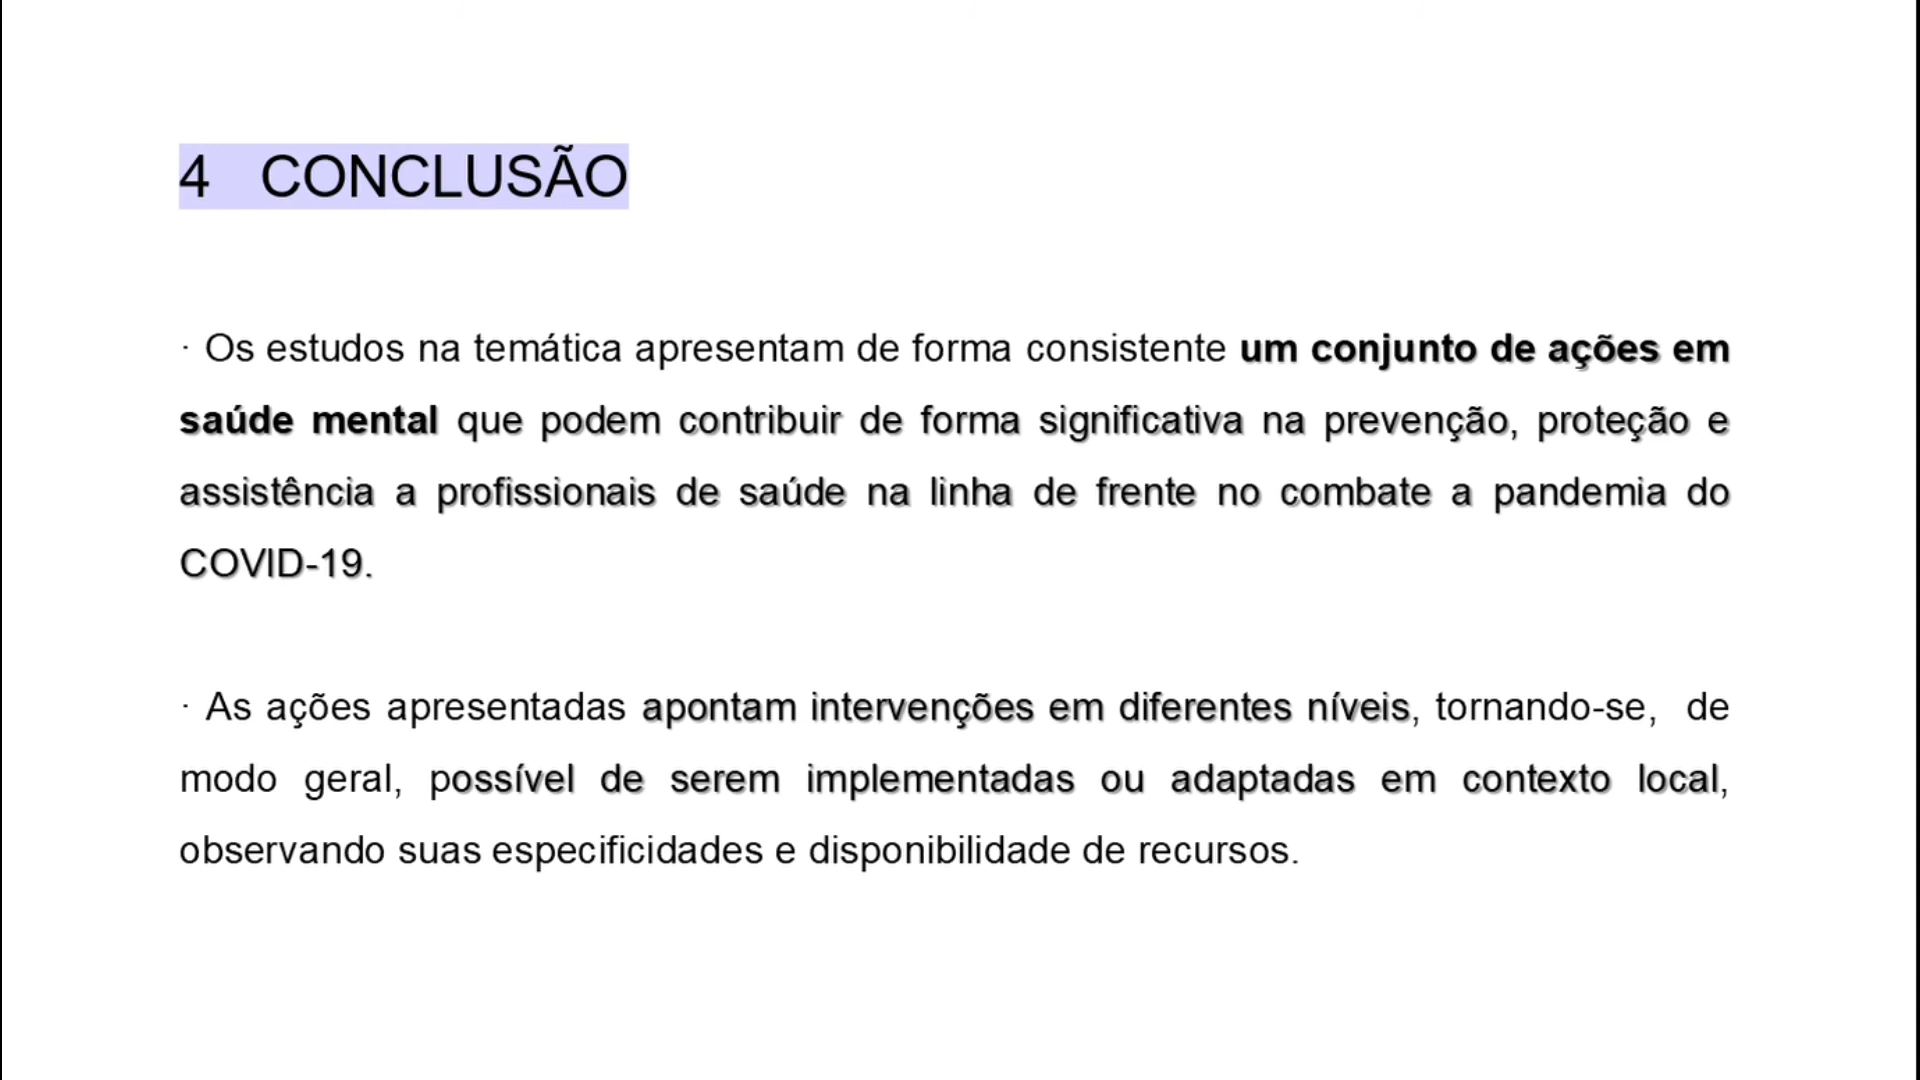 4 CONCLUSÃO
· Os estudos na temática apresentam de forma consistente um conjunto de ações em
saúde mental que podem contribuir de forma significativa na prevenção, proteção e
assistência a profissionais de saúde na linha de frente no combate a pandemia do
COVID-19.
· As ações apresentadas apontam intervenções em diferentes níveis, tornando-se, de
modo geral, possível de serem implementadas ou adaptadas em contexto local,
observando suas especificidades e disponibilidade de recursos.